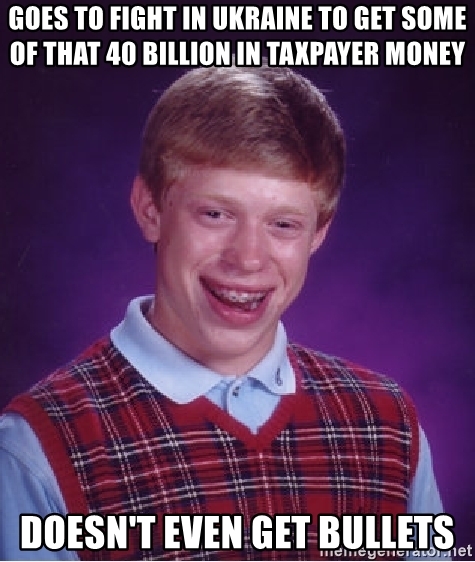 GOES TO FIGHT IN UKRAINE TO GET SOME
OF THAT 40 BILLION IN TAXPAYER MONEY
DOESN'T EVEN GET BULLETS
memegenerator.net